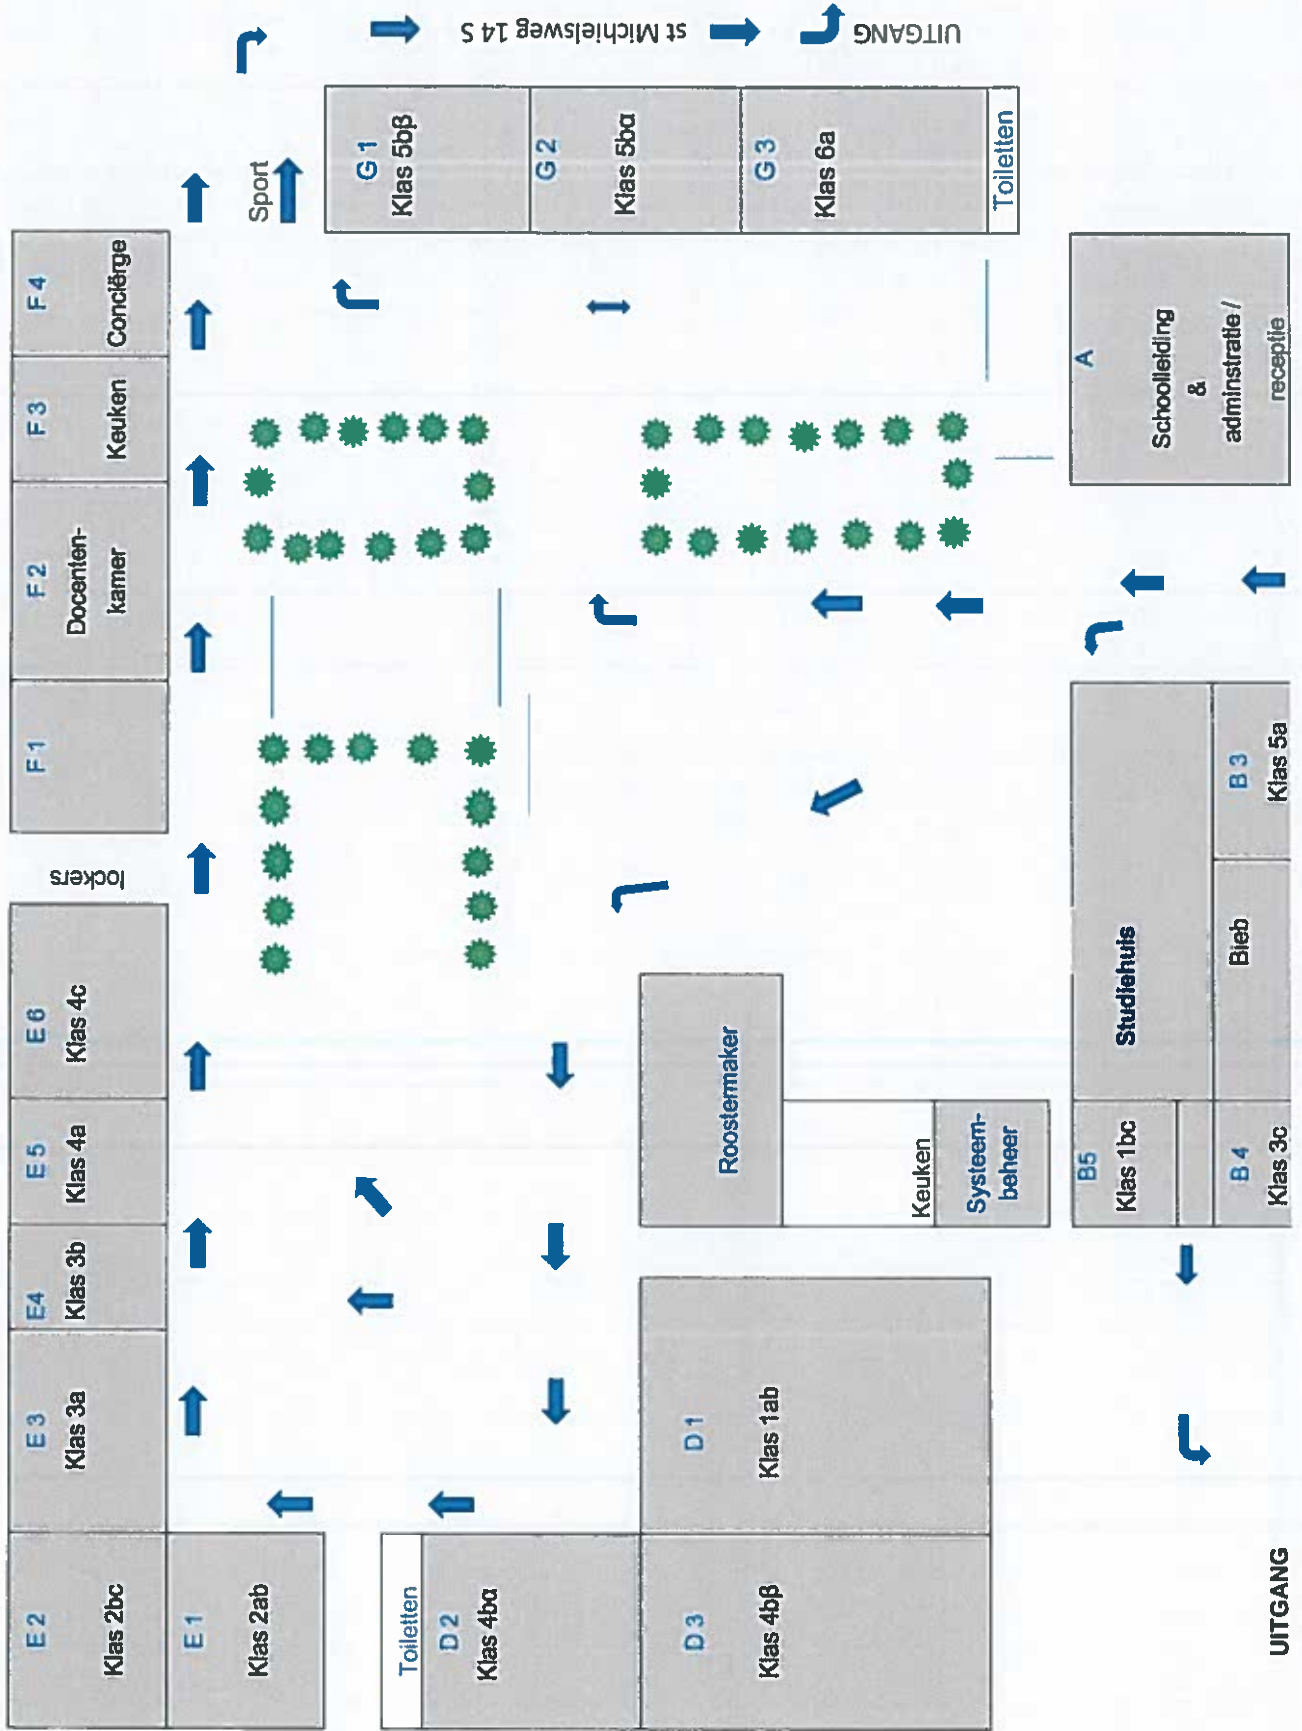 E 2
Klas 2bc
E 3
Klas 3a
E4
Klas 3b
E 5
Klas 4a
E 6
Klas 4c
lockers
F 1
F 2
Docenten-
kamer
F 3
Keuken
F 4
Conciërge
E 1
Klas 2ab
Sport
Toiletten
D 2
Klas 4bα
G 1
Klas 5bβ
G 2
Klas 5bα
G 3
Klas 6a
Toiletten
st Michielsweg 14 S
UITGANG
D 3
Klas 4bβ
D 1
Klas 1ab
Roostermaker
Keuken
Systeem-
beheer
B5
Klas 1bc
Studiehuis
B 4
Klas 3c
Bieb
B 3
Klas 5a
A
Schoolleiding
&
adminstratie /
receptie
UITGANG